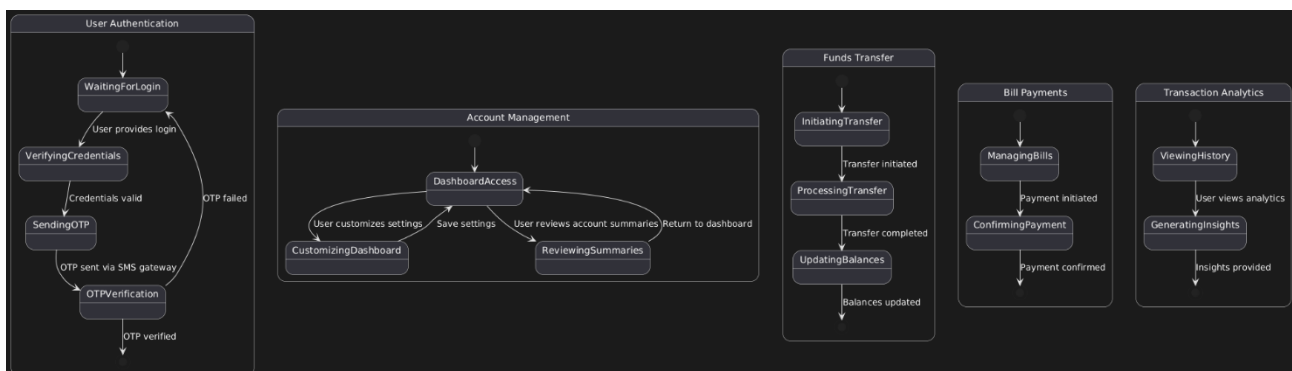 User Authentication
WaitingForLogin
User provides login
VerifyingCredentials
Credentials valid
OTP failed
SendingOTP
OTP sent via SMS gateway
OTPVerification
OTP verified
Account Management
DashboardAccess
User customizes settings
Save settings
User reviews account summaries
Return to dashboard
CustomizingDashboard
ReviewingSummaries
Funds Transfer
InitiatingTransfer
Transfer initiated
ProcessingTransfer
Transfer completed
UpdatingBalances
Balances updated
Bill Payments
ManagingBills
Payment initiated
ConfirmingPayment
Payment confirmed
Transaction Analytics
ViewingHistory
User views analytics
GeneratingInsights
Insights provided